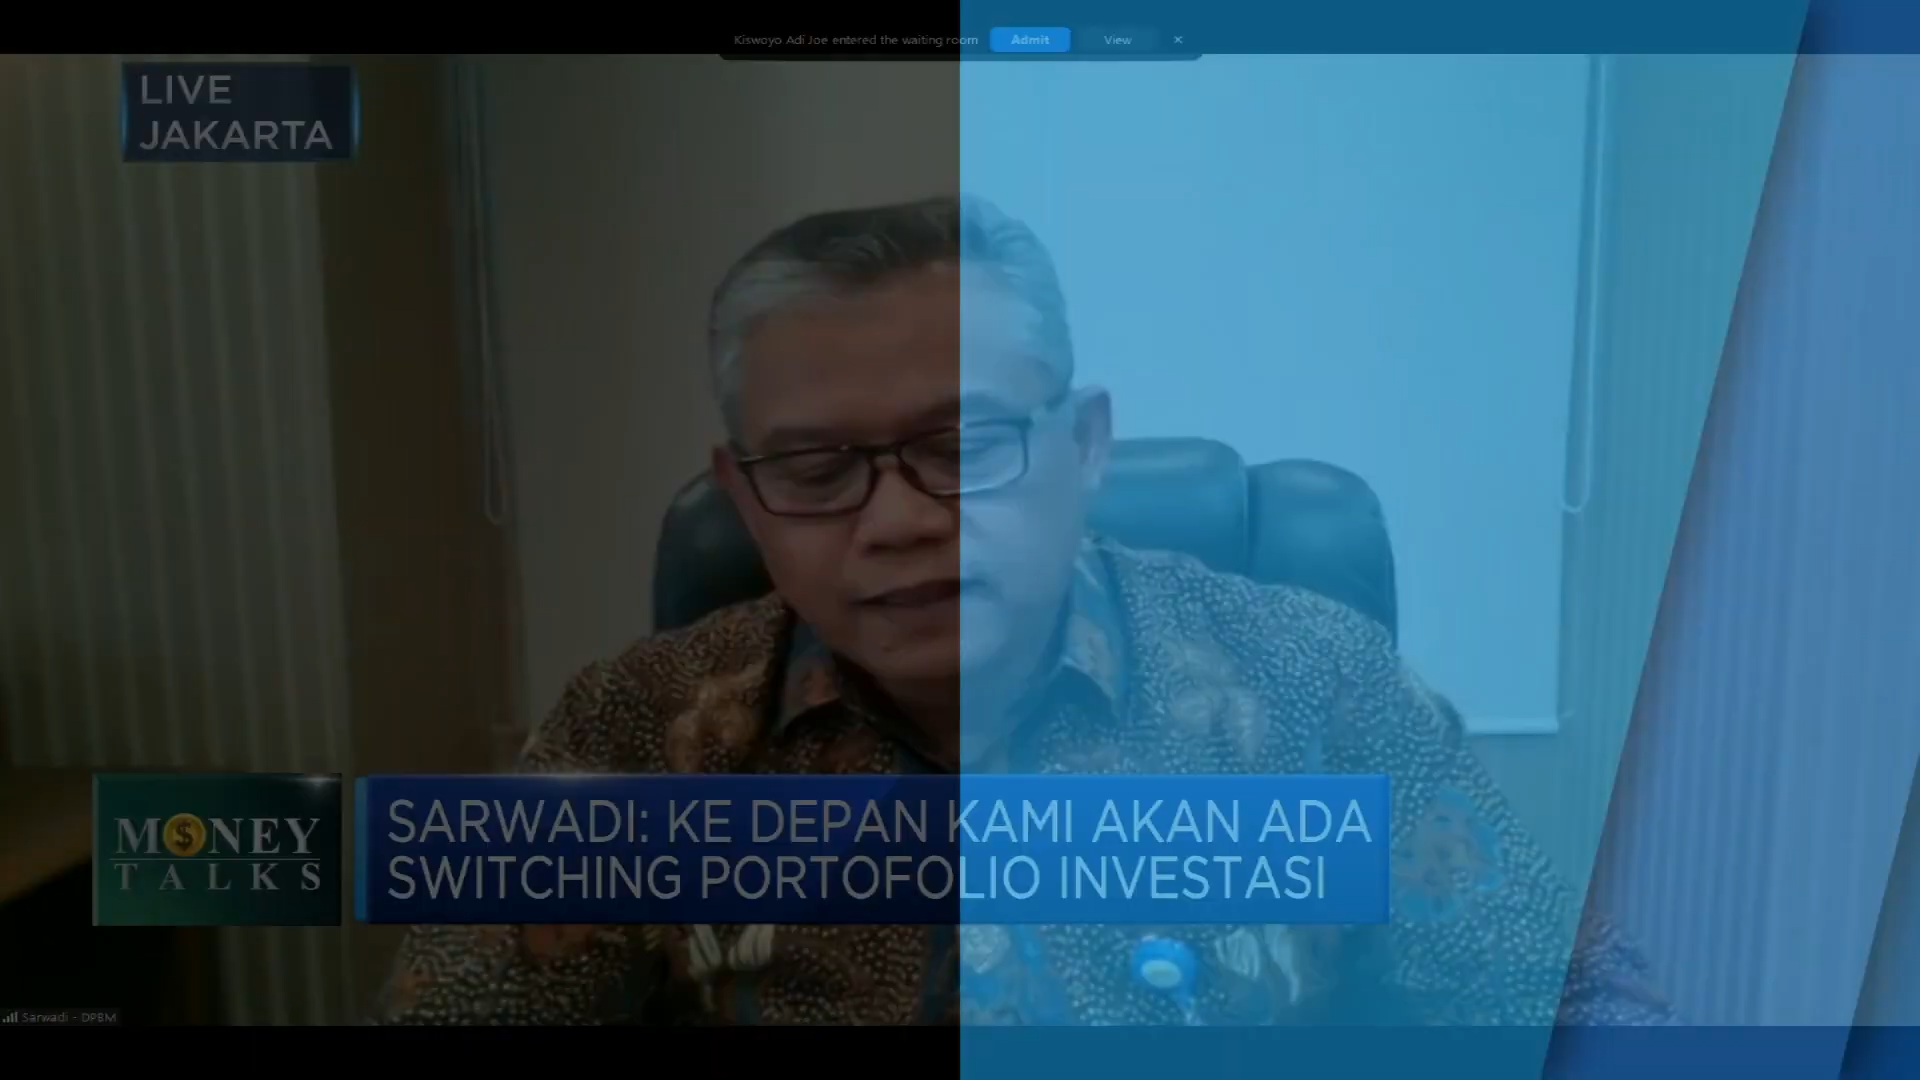 Kiswoyo Adi Joe entered the waiting room Admit View ×
LIVE
JAKARTA
MONEY
TALKS
SARWADI: KE DEPAN KAMI AKAN ADA
SWITCHING PORTOFOLIO INVESTASI
Sarwadi - DPBM